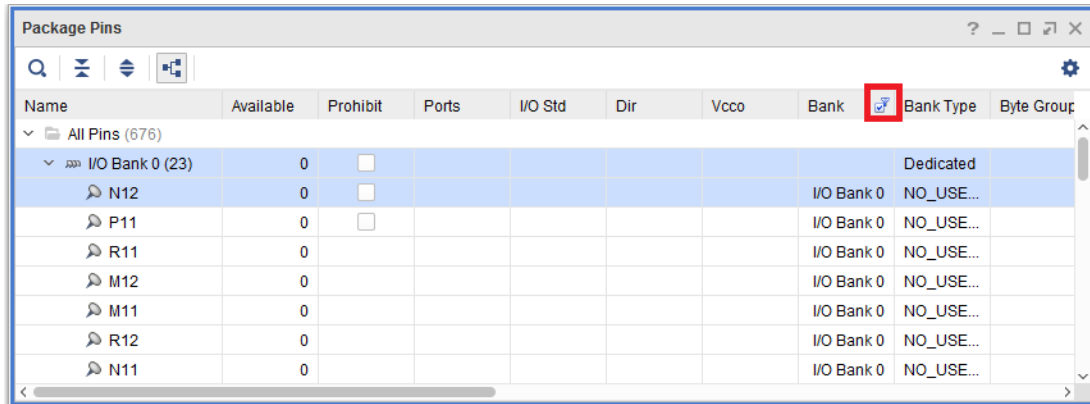 Package Pins
Name Available Prohibit Ports I/O Std Dir Vcco Bank Bank Type Byte Group
All Pins (676)
I/O Bank 0 (23) 0 Dedicated
N12 0 I/O Bank 0 NO_USE...
P11 0 I/O Bank 0 NO_USE...
R11 0 I/O Bank 0 NO_USE...
M12 0 I/O Bank 0 NO_USE...
M11 0 I/O Bank 0 NO_USE...
R12 0 I/O Bank 0 NO_USE...
N11 0 I/O Bank 0 NO_USE...